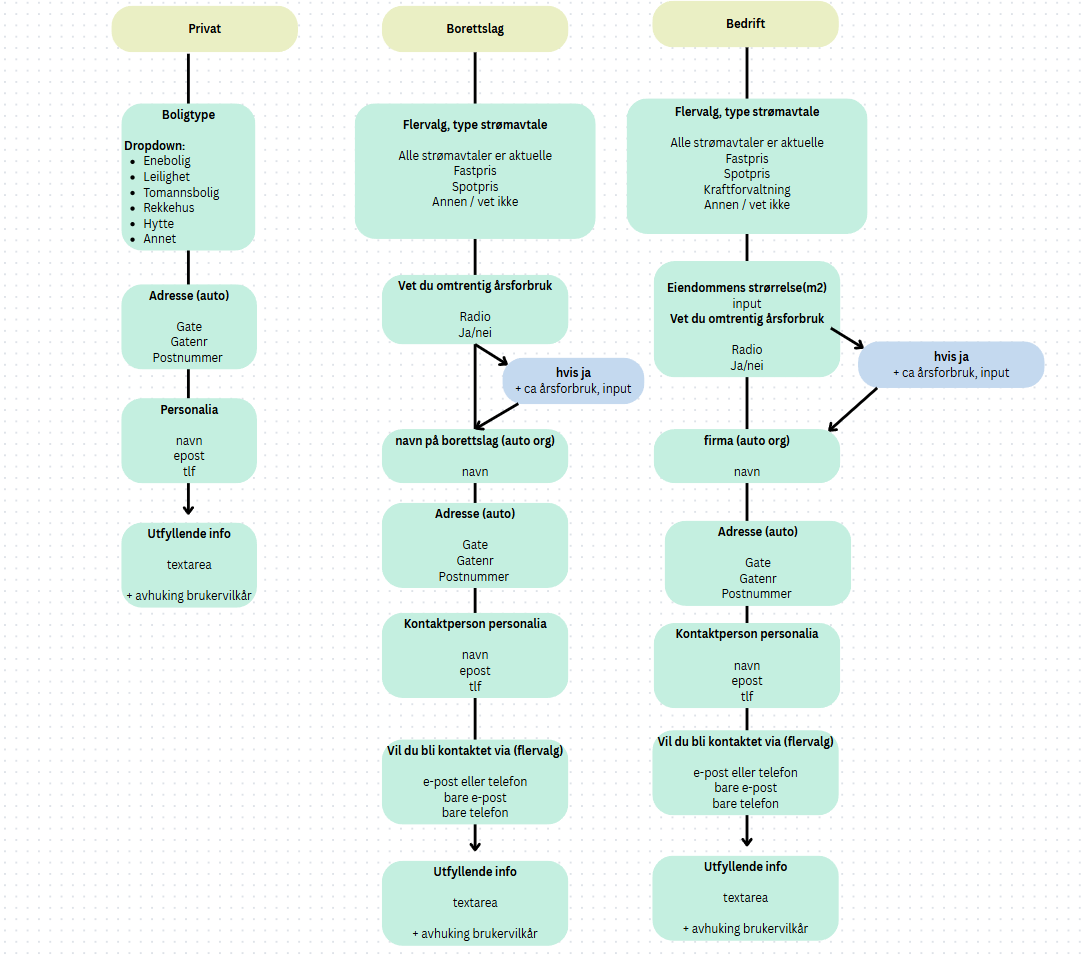 Privat
Boligtype
Dropdown:
Enebolig
Leilighet
Tomannsbolig
Rekkehus
Hytte
Annet
Adresse (auto)
Gate
Gatenr
Postnummer
Personalia
navn
epost
tlf
Utfyllende info
textarea
+ avhuking brukervilkår
Borettslag
Flervalg, type strømavtale
Alle strømavtaler er aktuelle
Fastpris
Spotpris
Annen / vet ikke
Vet du omtrentig årsforbruk
Radio
Ja/nei
hvis ja
+ ca årsforbruk, input
navn på borettslag (auto org)
navn
Adresse (auto)
Gate
Gatenr
Postnummer
Kontaktperson personalia
navn
epost
tlf
Vil du bli kontaktet via (flervalg)
e-post eller telefon
bare e-post
bare telefon
Utfyllende info
textarea
+ avhuking brukervilkår
Bedrift
Flervalg, type strømavtale
Alle strømavtaler er aktuelle
Fastpris
Spotpris
Kraftforvaltning
Annen / vet ikke
Eiendommens strørrelse(m2)
input
Vet du omtrentig årsforbruk
Radio
Ja/nei
hvis ja
+ ca årsforbruk, input
firma (auto org)
navn
Adresse (auto)
Gate
Gatenr
Postnummer
Kontaktperson personalia
navn
epost
tlf
Vil du bli kontaktet via (flervalg)
e-post eller telefon
bare e-post
bare telefon
Utfyllende info
textarea
+ avhuking brukervilkår